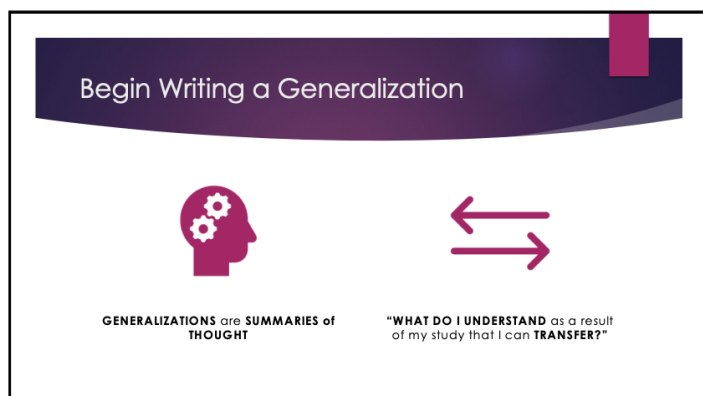 Begin Writing a Generalization
GENERALIZATIONS are SUMMARIES of
THOUGHT
“WHAT DO I UNDERSTAND as a result
of my study that I can TRANSFER?”